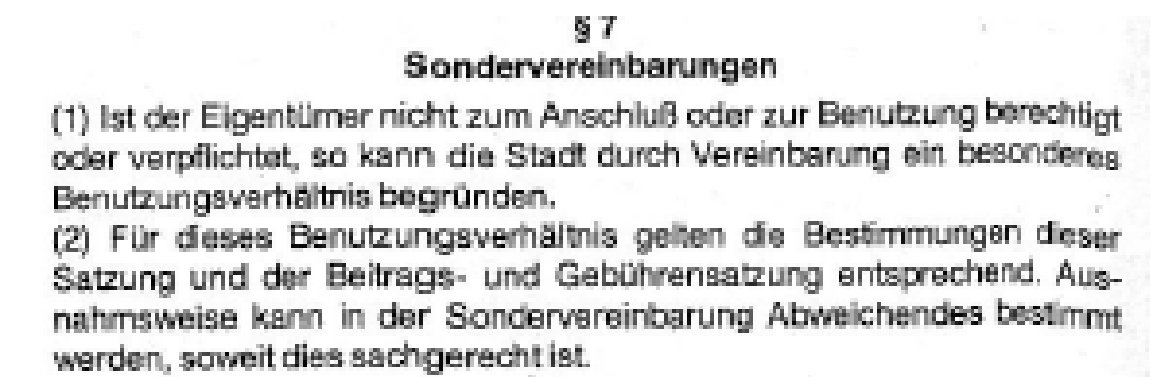 § 7
Sondervereinbarungen
(1) Ist der Eigentümer nicht zum Anschluß oder zur Benutzung berechtigt
oder verpflichtet, so kann die Stadt durch Vereinbarung ein besonderes
Benutzungsverhältnis begründen.
(2) Für dieses Benutzungsverhältnis gelten die Bestimmungen dieser
Satzung und der Beitrags- und Gebührensatzung entsprechend. Aus-
nahmsweise kann in der Sondervereinbarung Abweichendes bestimmt
werden, soweit dies sachgerecht ist.